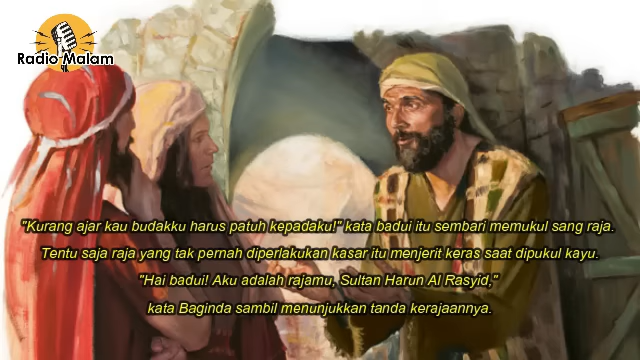 Radio Malam
"Kurang ajar kau budakku harus patuh kepadaku!" kata badui itu sembari memukul sang raja.
Tentu saja raja yang tak pernah diperlakukan kasar itu menjerit keras saat dipukul kayu.
"Hai badui! Aku adalah rajamu, Sultan Harun Al Rasyid,"
kata Baginda sambil menunjukkan tanda kerajaannya.